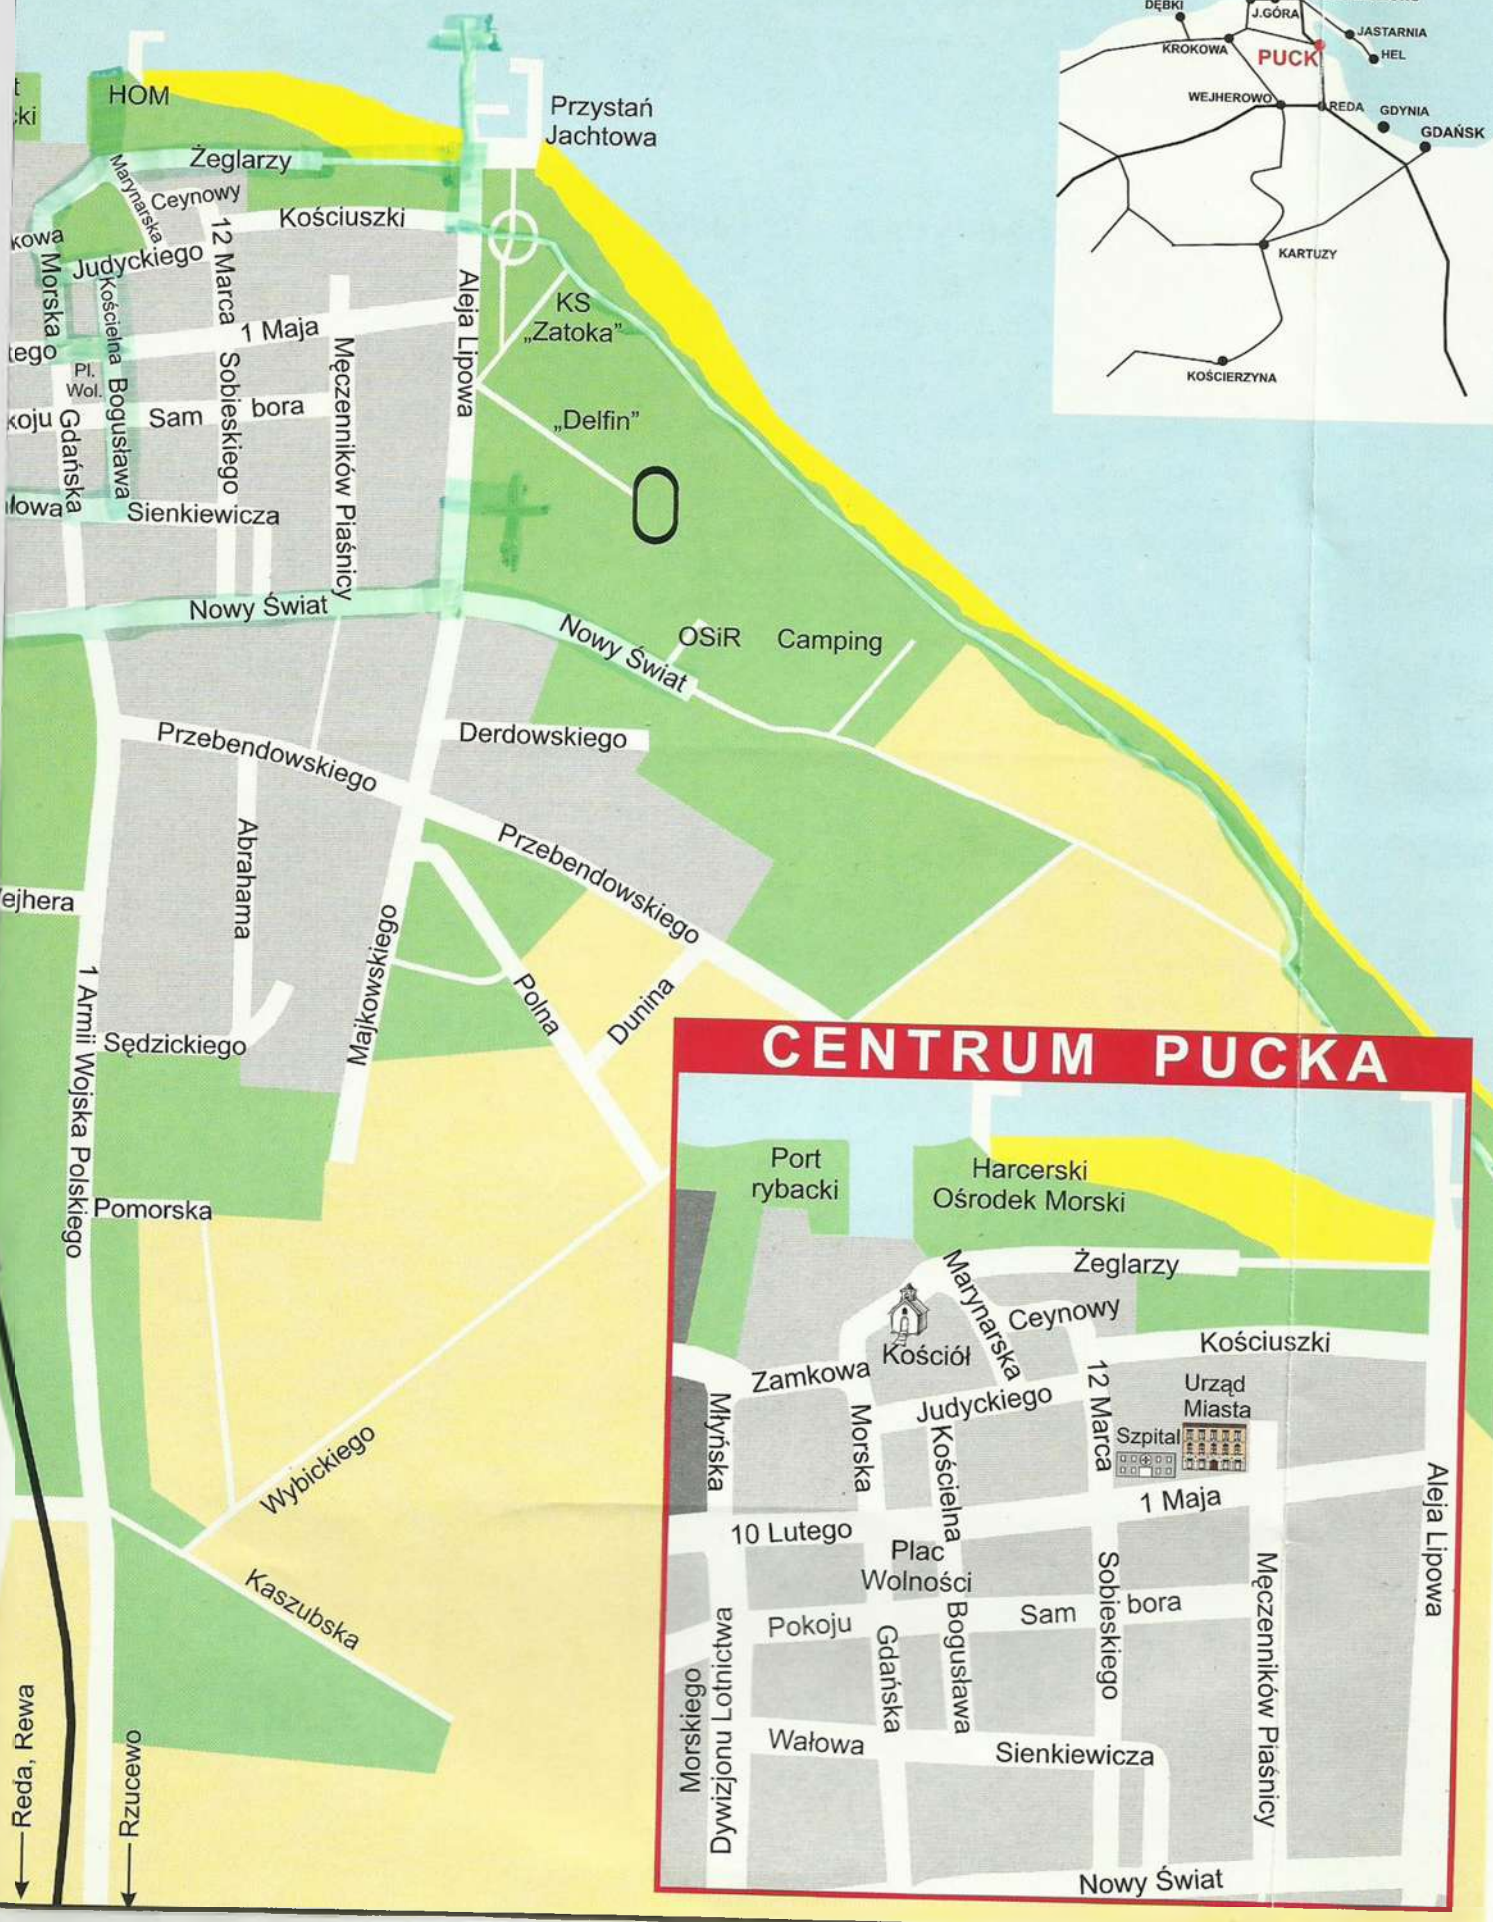 DĘBKI
J.GÓRA
JASTARNIA
KROKOWA
PUCK
HEL
WEJHEROWO
REDA
GDYNIA
GDAŃSK
KARTUZY
KOŚCIERZYNA
HOM
Przystań
Jachtowa
Żeglarzy
Marynarska
Ceynowy
Kościuszki
12 Marca
Judyckiego
Morska
Kościelna
1 Maja
Aleja Lipowa
KS
„Zatoka”
Pl.
Wol.
Bogusława
Sobieskiego
Męczenników Piaśnicy
Sam bora
„Delfin”
Gdańska
Sienkiewicza
Nowy Świat
Nowy Świat
OSiR
Camping
Przebendowskiego
Derdowskiego
Abrahama
Przebendowskiego
Majkowskiego
1 Armii Wojska Polskiego
Polna
Dunina
Sędzickiego
Pomorska
Wybickiego
Kaszubska
Reda, Rewa
Rzucewo
CENTRUM PUCKA
Port
rybacki
Harcerski
Ośrodek Morski
Żeglarzy
Marynarska
Ceynowy
Kościuszki
Kościół
Zamkowa
Judyckiego
12 Marca
Urząd
Miasta
Szpital
Młyńska
Morska
Kościelna
1 Maja
Aleja Lipowa
10 Lutego
Plac
Wolności
Sobieskiego
Męczenników Piaśnicy
Pokoju
Sam bora
Gdańska
Bogusława
Morskiego
Dywizjonu Lotnictwa
Wałowa
Sienkiewicza
Nowy Świat